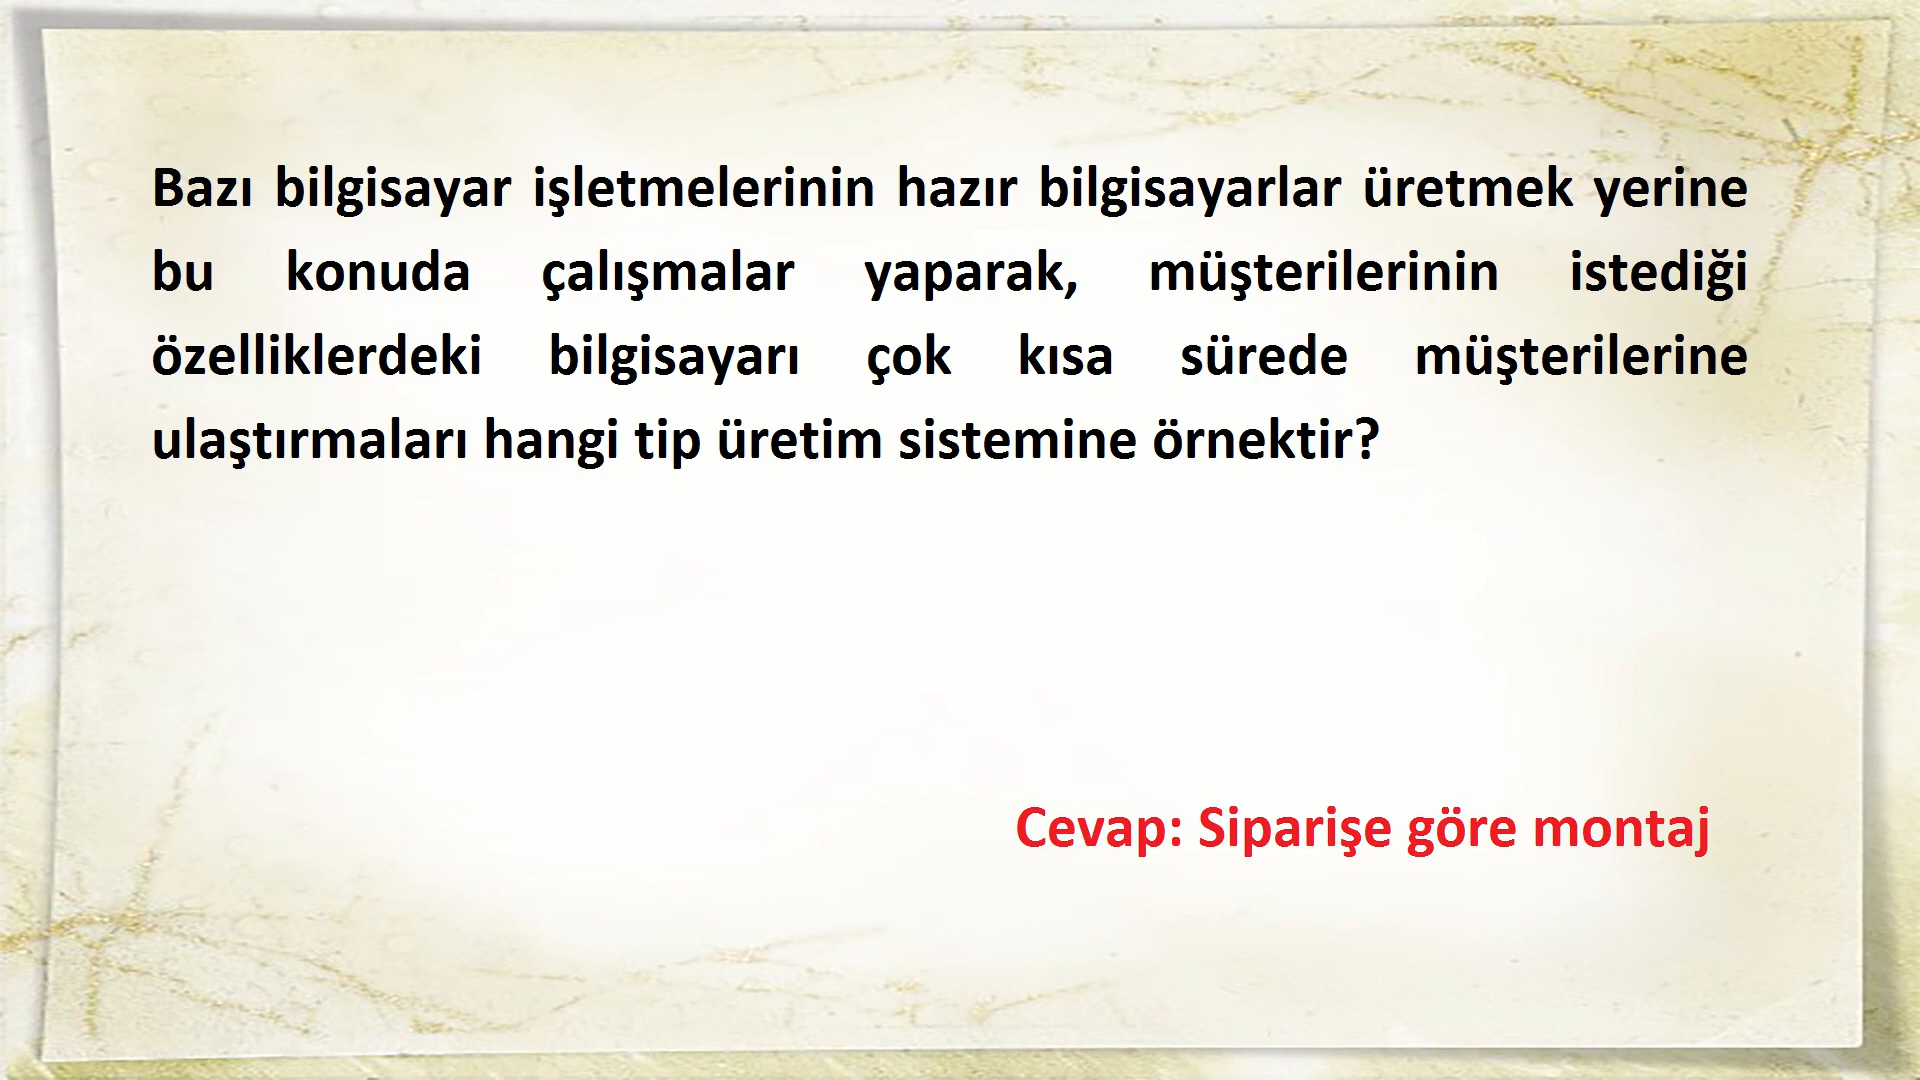 Bazı bilgisayar işletmelerinin hazır bilgisayarlar üretmek yerine
bu konuda çalışmalar yaparak, müşterilerinin istediği
özelliklerdeki bilgisayarı çok kısa sürede müşterilerine
ulaştırmaları hangi tip üretim sistemine örnektir?
Cevap: Siparişe göre montaj